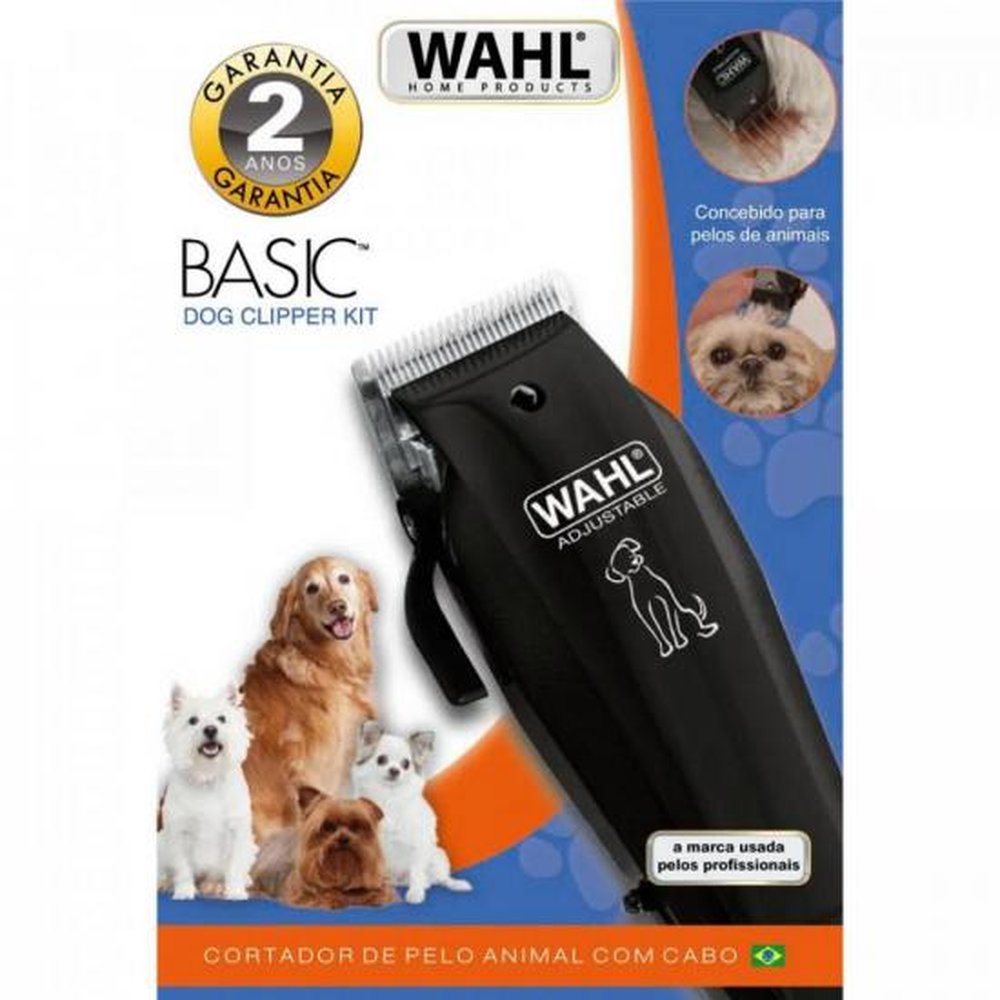 GARANTIA
2
ANOS
GARANTIA
WAHL®
HOME PRODUCTS
BASIC™
DOG CLIPPER KIT
WAHL
Concebido para
pelos de animais
WAHL®
ADJUSTABLE
a marca usada
pelos profissionais
CORTADOR DE PELO ANIMAL COM CABO